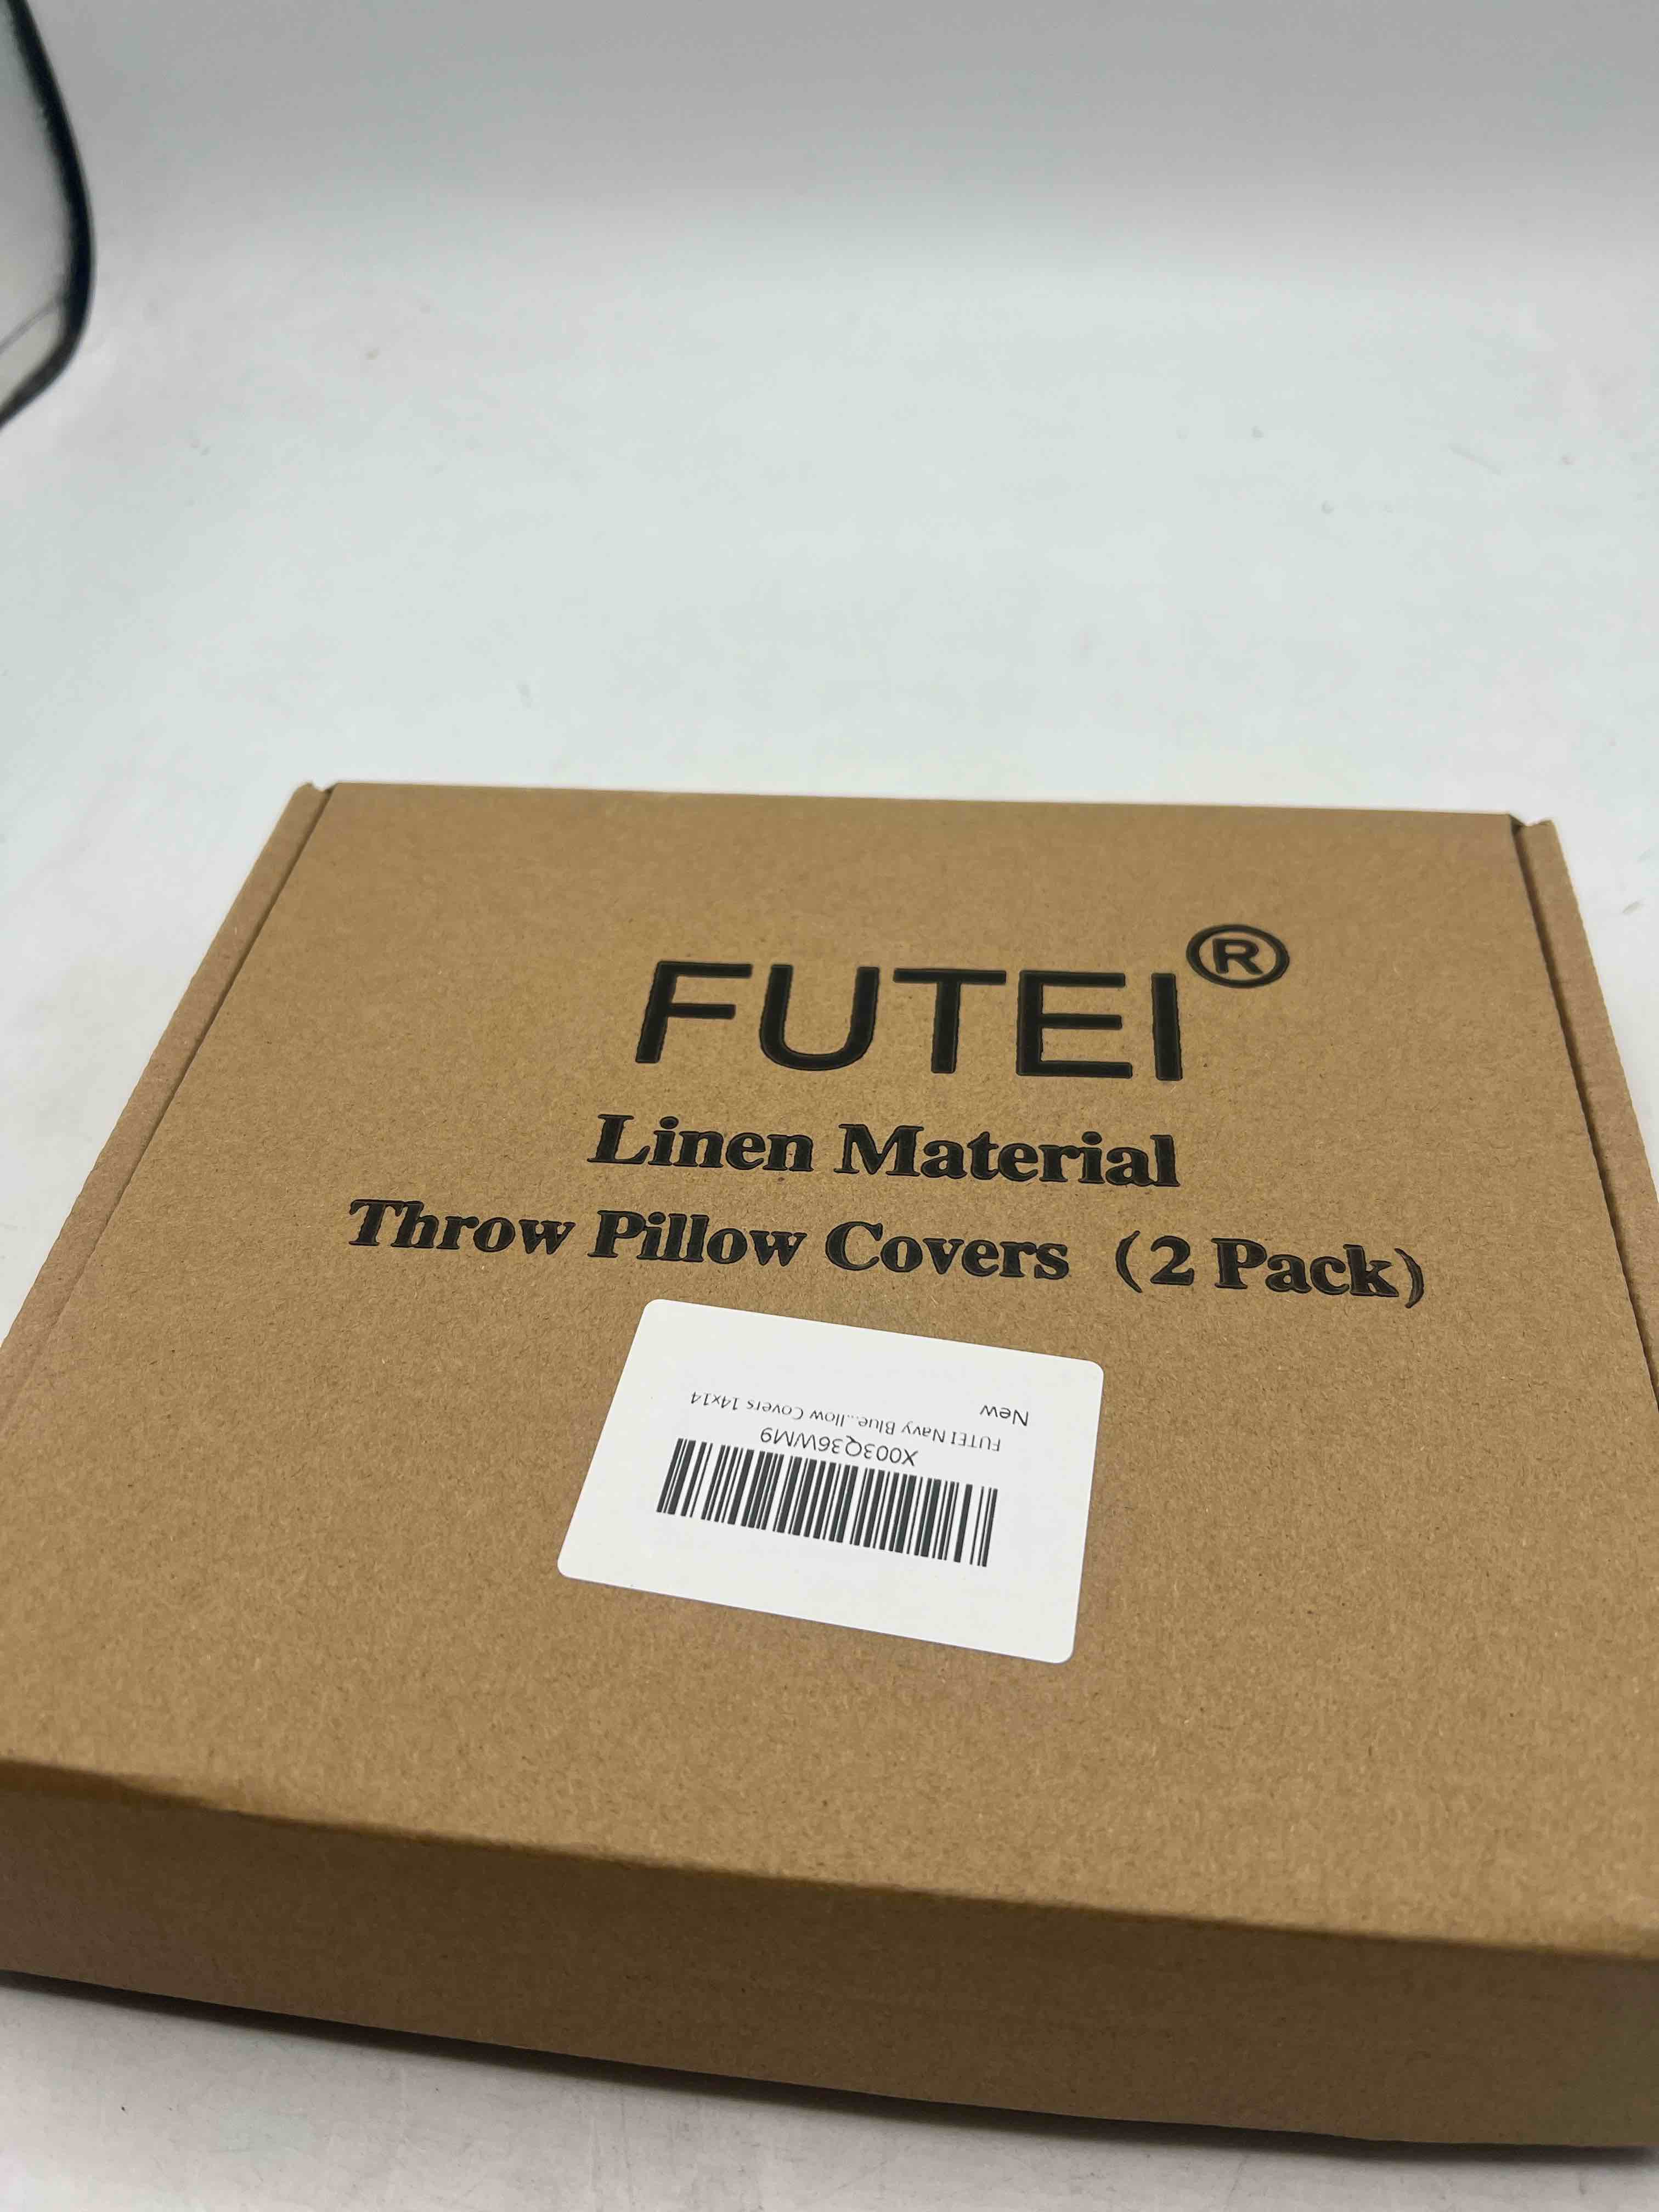 FUTEI®
Linen Material
Throw Pillow Covers (2 Pack)
X003Q36WM9
FUTEI Navy Blue...llow Covers 14x14
New